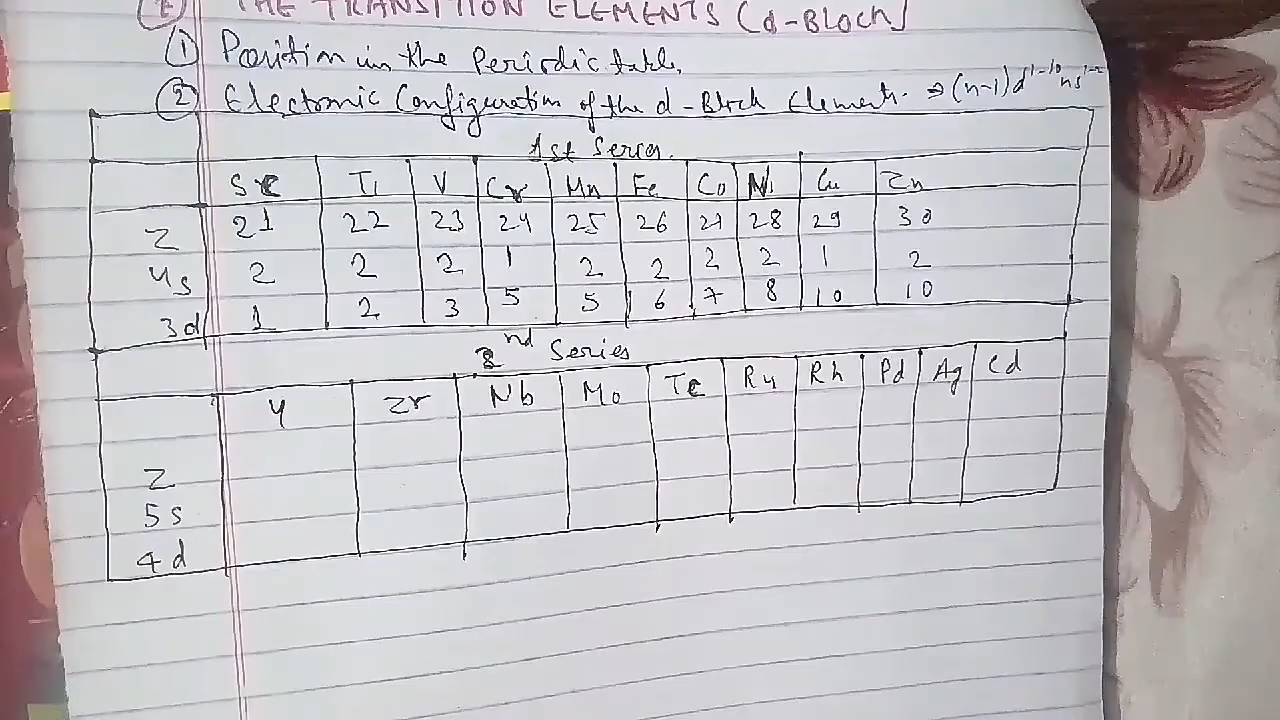 THE TRANSITION ELEMENTS (d-BLOCK)
① Position in the Periodic table.
② Electronic Configuration of the d-Block Elements. ⇒ (n-1)d¹⁻¹⁰ns¹⁻²
1st Series.
Sc Ti V Cr Mn Fe Co Ni Cu Zn
Z 21 22 23 24 25 26 27 28 29 30
4s 2 2 2 1 2 2 2 2 1 2
3d 1 2 3 5 5 6 7 8 10 10
2nd Series
Y Zr Nb Mo Tc Ru Rh Pd Ag Cd
Z
5s
4d